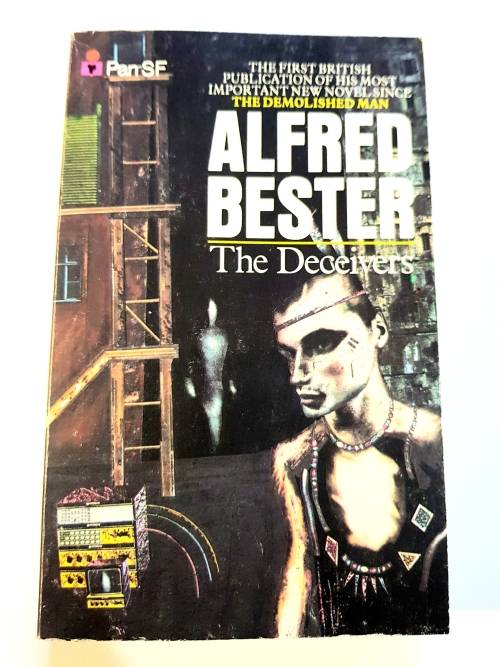 Pan SF
THE FIRST BRITISH
PUBLICATION OF HIS MOST
IMPORTANT NEW NOVEL SINCE
THE DEMOLISHED MAN
ALFRED
BESTER
The Deceivers